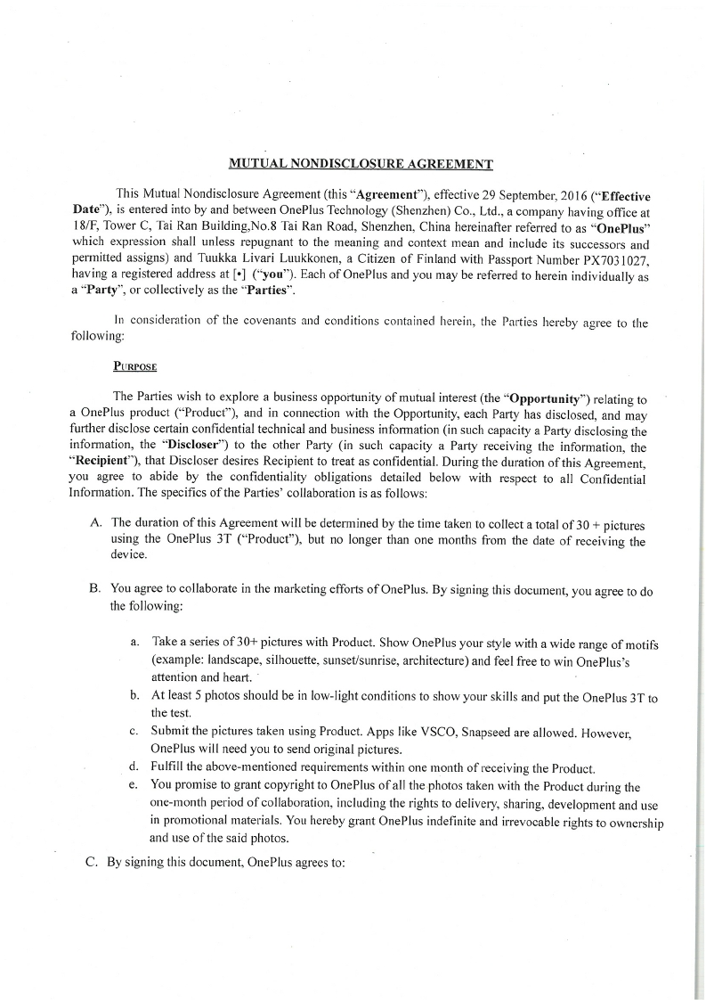 MUTUAL NONDISCLOSURE AGREEMENT
This Mutual Nondisclosure Agreement (this “Agreement”), effective 29 September, 2016 (“Effective
Date”), is entered into by and between OnePlus Technology (Shenzhen) Co., Ltd., a company having office at
18/F, Tower C, Tai Ran Building,No.8 Tai Ran Road, Shenzhen, China hereinafter referred to as “OnePlus”
which expression shall unless repugnant to the meaning and context mean and include its successors and
permitted assigns) and Tuukka Livari Luukkonen, a Citizen of Finland with Passport Number PX7031027,
having a registered address at [•] (“you”). Each of OnePlus and you may be referred to herein individually as
a “Party”, or collectively as the “Parties”.
In consideration of the covenants and conditions contained herein, the Parties hereby agree to the
following:
PURPOSE
The Parties wish to explore a business opportunity of mutual interest (the “Opportunity”) relating to
a OnePlus product (“Product”), and in connection with the Opportunity, each Party has disclosed, and may
further disclose certain confidential technical and business information (in such capacity a Party disclosing the
information, the “Discloser”) to the other Party (in such capacity a Party receiving the information, the
“Recipient”), that Discloser desires Recipient to treat as confidential. During the duration of this Agreement,
you agree to abide by the confidentiality obligations detailed below with respect to all Confidential
Information. The specifics of the Parties’ collaboration is as follows:
A. The duration of this Agreement will be determined by the time taken to collect a total of 30 + pictures
using the OnePlus 3T (“Product”), but no longer than one months from the date of receiving the
device.
B. You agree to collaborate in the marketing efforts of OnePlus. By signing this document, you agree to do
the following:
a. Take a series of 30+ pictures with Product. Show OnePlus your style with a wide range of motifs
(example: landscape, silhouette, sunset/sunrise, architecture) and feel free to win OnePlus’s
attention and heart.
b. At least 5 photos should be in low-light conditions to show your skills and put the OnePlus 3T to
the test.
c. Submit the pictures taken using Product. Apps like VSCO, Snapseed are allowed. However,
OnePlus will need you to send original pictures.
d. Fulfill the above-mentioned requirements within one month of receiving the Product.
e. You promise to grant copyright to OnePlus of all the photos taken with the Product during the
one-month period of collaboration, including the rights to delivery, sharing, development and use
in promotional materials. You hereby grant OnePlus indefinite and irrevocable rights to ownership
and use of the said photos.
C. By signing this document, OnePlus agrees to: